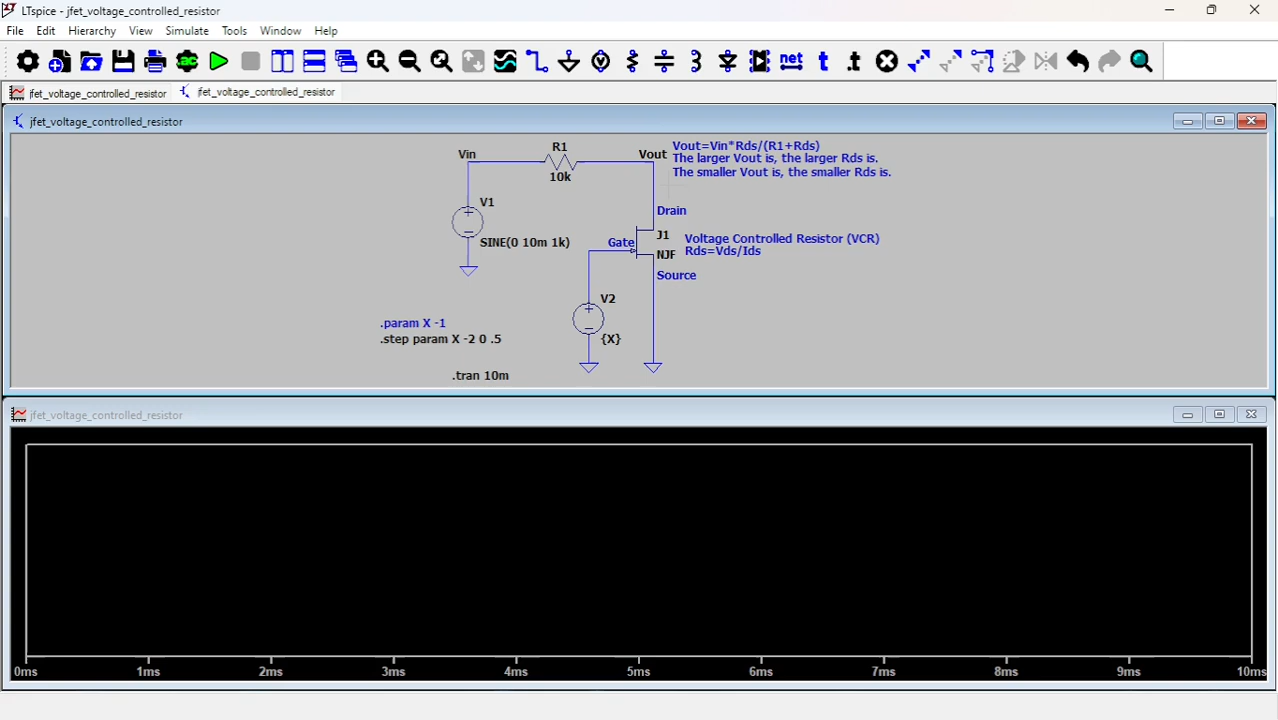 LTspice - jfet_voltage_controlled_resistor
File Edit Hierarchy View Simulate Tools Window Help
.ac net t .t
jfet_voltage_controlled_resistor jfet_voltage_controlled_resistor
jfet_voltage_controlled_resistor
Vin R1 Vout Vout=Vin*Rds/(R1+Rds)
The larger Vout is, the larger Rds is.
10k The smaller Vout is, the smaller Rds is.
V1 Drain
SINE(0 10m 1k) Gate J1 Voltage Controlled Resistor (VCR)
NJF Rds=Vds/Ids
Source
V2
.param X -1
.step param X -2 0 .5 {X}
.tran 10m
jfet_voltage_controlled_resistor
0ms 1ms 2ms 3ms 4ms 5ms 6ms 7ms 8ms 9ms 10ms